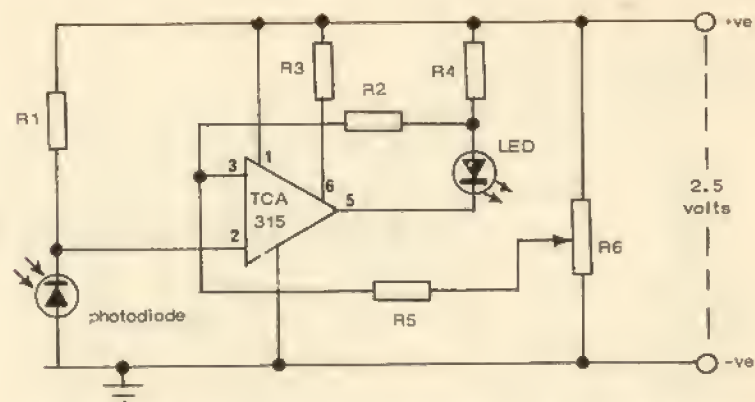 +ve
R3
R4
R2
R1
LED
3
1
6
TCA
315
5
2
2.5
volts
R6
photodiode
R5
-ve